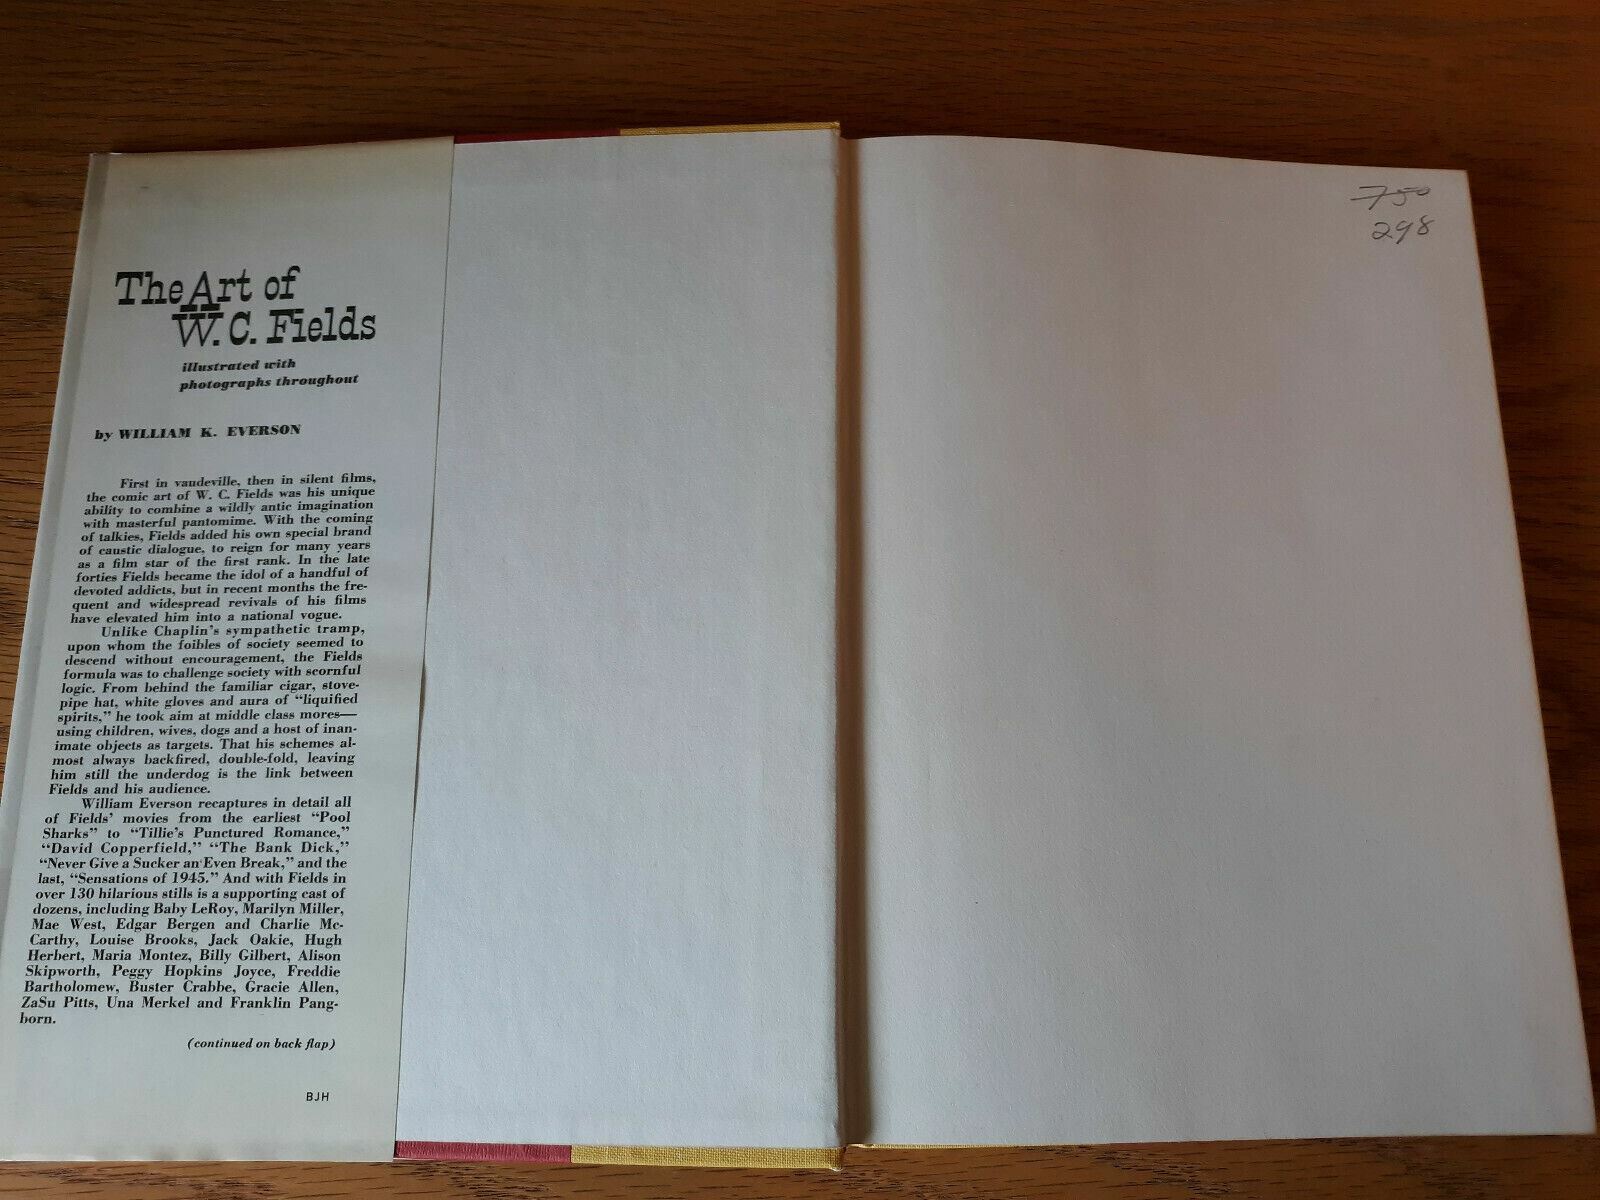 The Art of
W. C. Fields
illustrated with
photographs throughout
by WILLIAM K. EVERSON
First in vaudeville, then in silent films,
the comic art of W. C. Fields was his unique
ability to combine a wildly antic imagination
with masterful pantomime. With the coming
of talkies, Fields added his own special brand
of caustic dialogue, to reign for many years
as a film star of the first rank. In the late
forties Fields became the idol of a handful of
devoted addicts, but in recent months the fre-
quent and widespread revivals of his films
have elevated him into a national vogue.
Unlike Chaplin's sympathetic tramp,
upon whom the foibles of society seemed to
descend without encouragement, the Fields
formula was to challenge society with scornful
logic. From behind the familiar cigar, stove-
pipe hat, white gloves and aura of "liquified
spirits," he took aim at middle class mores—
using children, wives, dogs and a host of inan-
imate objects as targets. That his schemes al-
most always backfired, double-fold, leaving
him still the underdog is the link between
Fields and his audience.
William Everson recaptures in detail all
of Fields' movies from the earliest "Pool
Sharks" to "Tillie's Punctured Romance,"
"David Copperfield," "The Bank Dick,"
"Never Give a Sucker an Even Break," and the
last, "Sensations of 1945." And with Fields in
over 130 hilarious stills is a supporting cast of
dozens, including Baby LeRoy, Marilyn Miller,
Mae West, Edgar Bergen and Charlie Mc-
Carthy, Louise Brooks, Jack Oakie, Hugh
Herbert, Maria Montez, Billy Gilbert, Alison
Skipworth, Peggy Hopkins Joyce, Freddie
Bartholomew, Buster Crabbe, Gracie Allen,
ZaSu Pitts, Una Merkel and Franklin Pang-
born.
(continued on back flap)
BJH
750
298